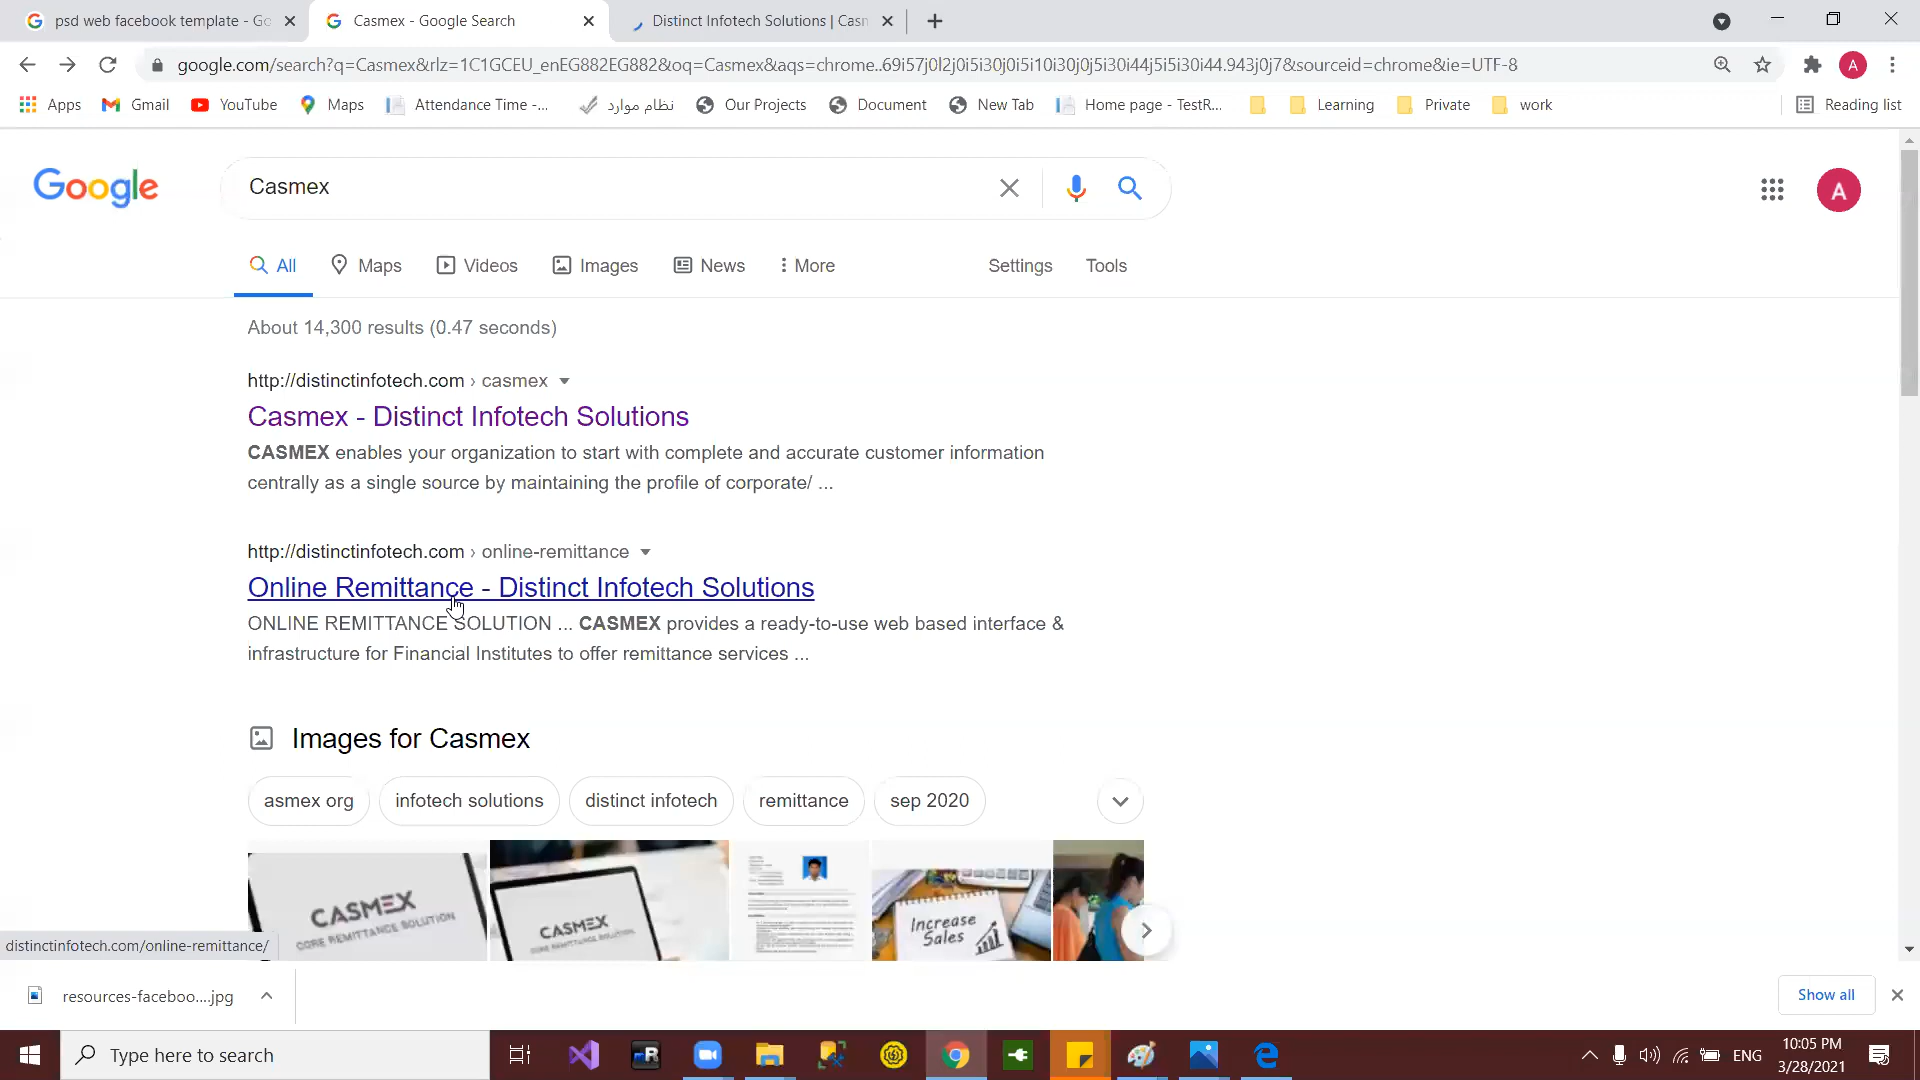 psd web facebook template - Go
Casmex - Google Search
Distinct Infotech Solutions | Casm
google.com/search?q=Casmex&rlz=1C1GCEU_enEG882EG882&oq=Casmex&aqs=chrome..69i57j0l2j0i5i30j0i5i10i30j0j5i30i44j5i5i30i44.943j0j7&sourceid=chrome&ie=UTF-8
A
Apps
Gmail
YouTube
Maps
Attendance Time -...
نظام موارد
Our Projects
Document
New Tab
Home page - TestR...
Learning
Private
work
Reading list
Google
Casmex
A
All
Maps
Videos
Images
News
More
Settings
Tools
About 14,300 results (0.47 seconds)
http://distinctinfotech.com › casmex
Casmex - Distinct Infotech Solutions
CASMEX enables your organization to start with complete and accurate customer information
centrally as a single source by maintaining the profile of corporate/ ...
http://distinctinfotech.com › online-remittance
Online Remittance - Distinct Infotech Solutions
ONLINE REMITTANCE SOLUTION ... CASMEX provides a ready-to-use web based interface &
infrastructure for Financial Institutes to offer remittance services ...
Images for Casmex
asmex org
infotech solutions
distinct infotech
remittance
sep 2020
CASMEX
CORE REMITTANCE SOLUTION
CASMEX
CORE REMITTANCE SOLUTION
Increase
Sales
distinctinfotech.com/online-remittance/
resources-faceboo....jpg
Show all
Type here to search
ENG
10:05 PM
3/28/2021